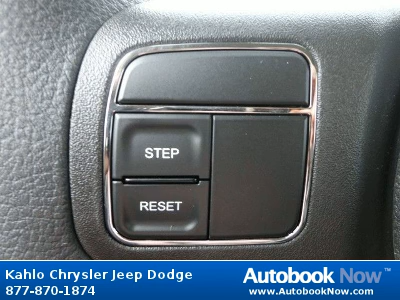 STEP
RESET
Kahlo Chrysler Jeep Dodge
877-870-1874
Autobook Now™
www.AutobookNow.com